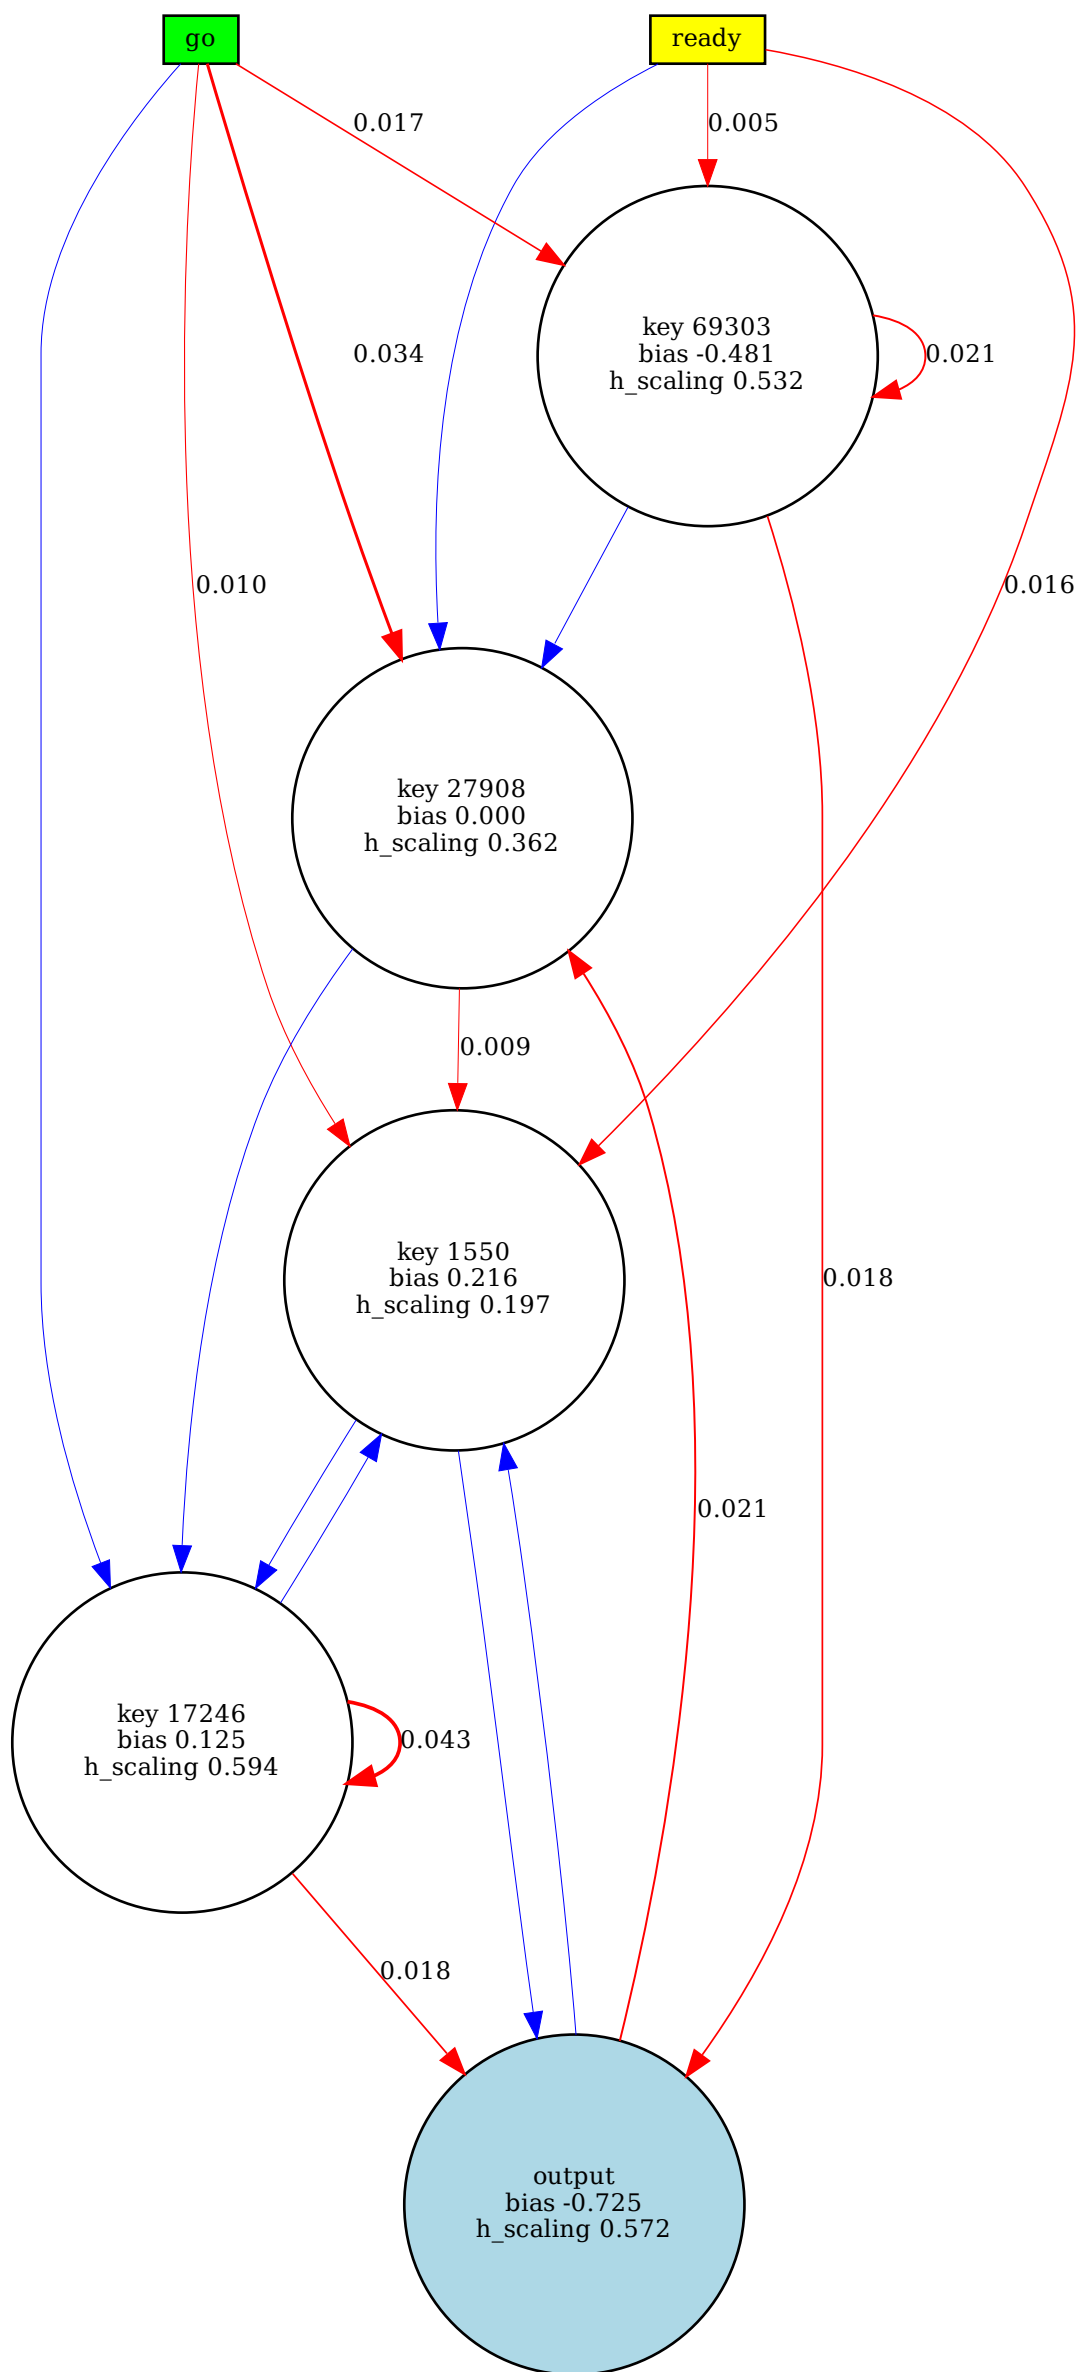 go
ready
0.017
0.005
key 69303
bias -0.481
h_scaling 0.532
0.034
0.021
0.010
0.016
key 27908
bias 0.000
h_scaling 0.362
0.009
key 1550
bias 0.216
h_scaling 0.197
0.018
0.021
key 17246
bias 0.125
h_scaling 0.594
0.043
0.018
output
bias -0.725
h_scaling 0.572